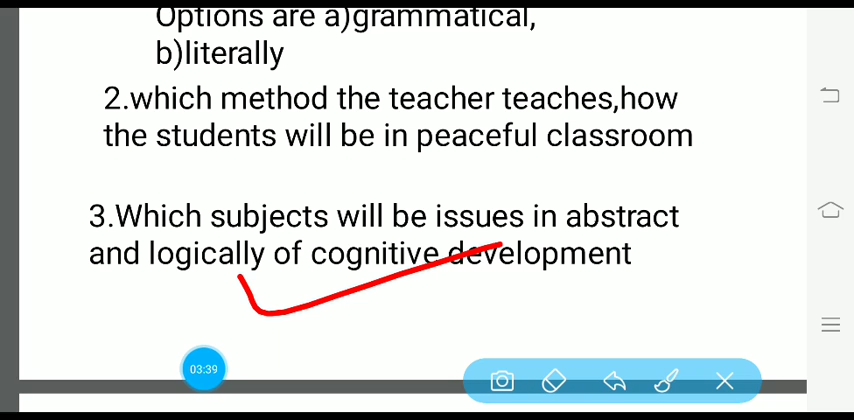 Options are a)grammatical,
b)literally
2.which method the teacher teaches,how
the students will be in peaceful classroom
3.Which subjects will be issues in abstract
and logically of cognitive development
03:39